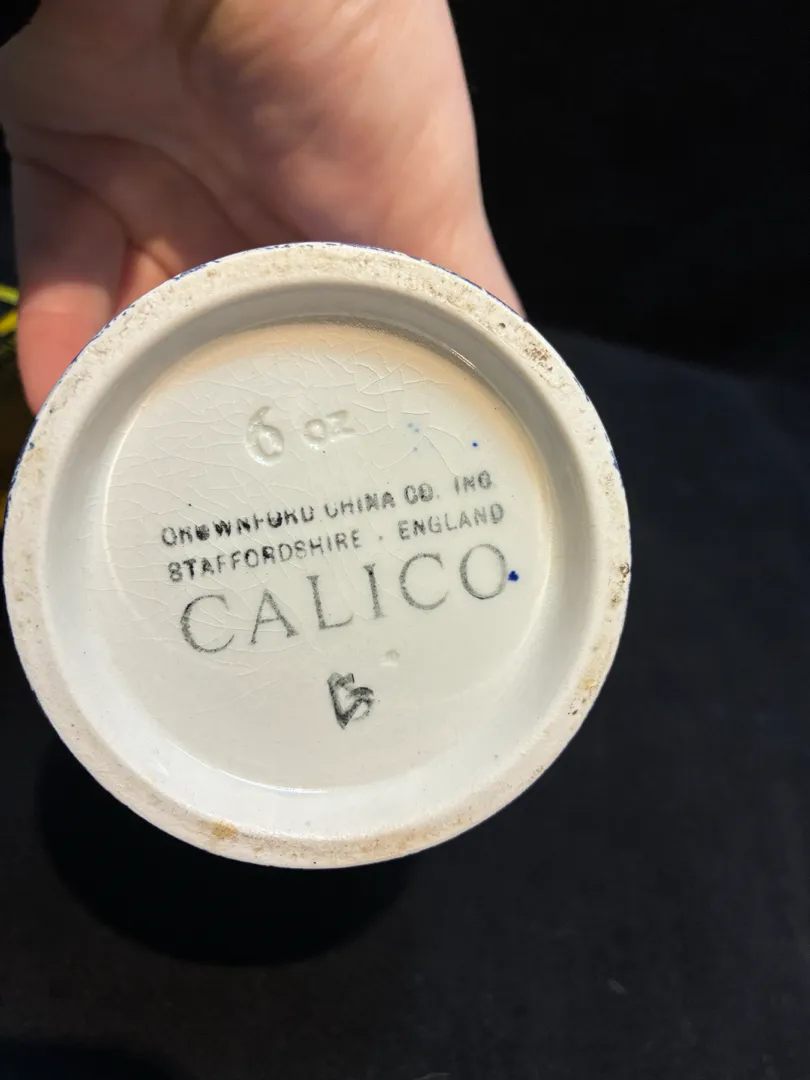 6 oz
CROWNFORD CHINA CO. INC
STAFFORDSHIRE · ENGLAND
CALICO